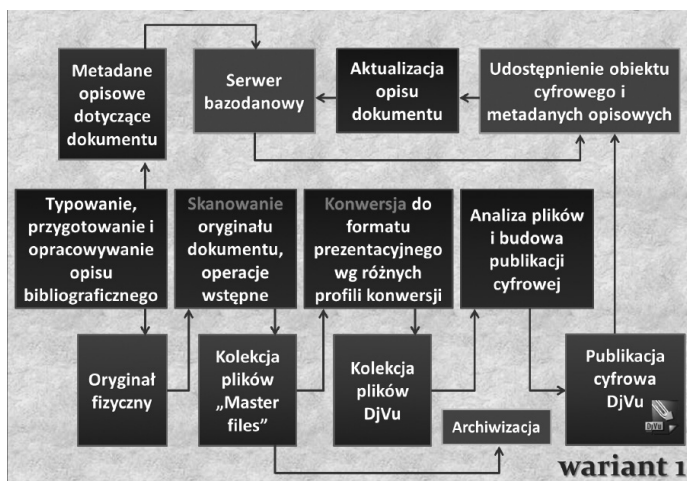 Metadane
opisowe
dotyczące
dokumentu
Serwer
bazodanowy
Aktualizacja
opisu
dokumentu
Udostępnienie obiektu
cyfrowego i
metadanych opisowych
Typowanie,
przygotowanie i
opracowywanie
opisu
bibliograficznego
Skanowanie
oryginału
dokumentu,
operacje
wstępne
Konwersja do
formatu
prezentacyjnego
wg różnych
profili konwersji
Analiza plików
i budowa
publikacji
cyfrowej
Oryginał
fizyczny
Kolekcja
plików
„Master
files”
Kolekcja
plików
DjVu
Archiwizacja
Publikacja
cyfrowa
DjVu
DjVu
wariant 1